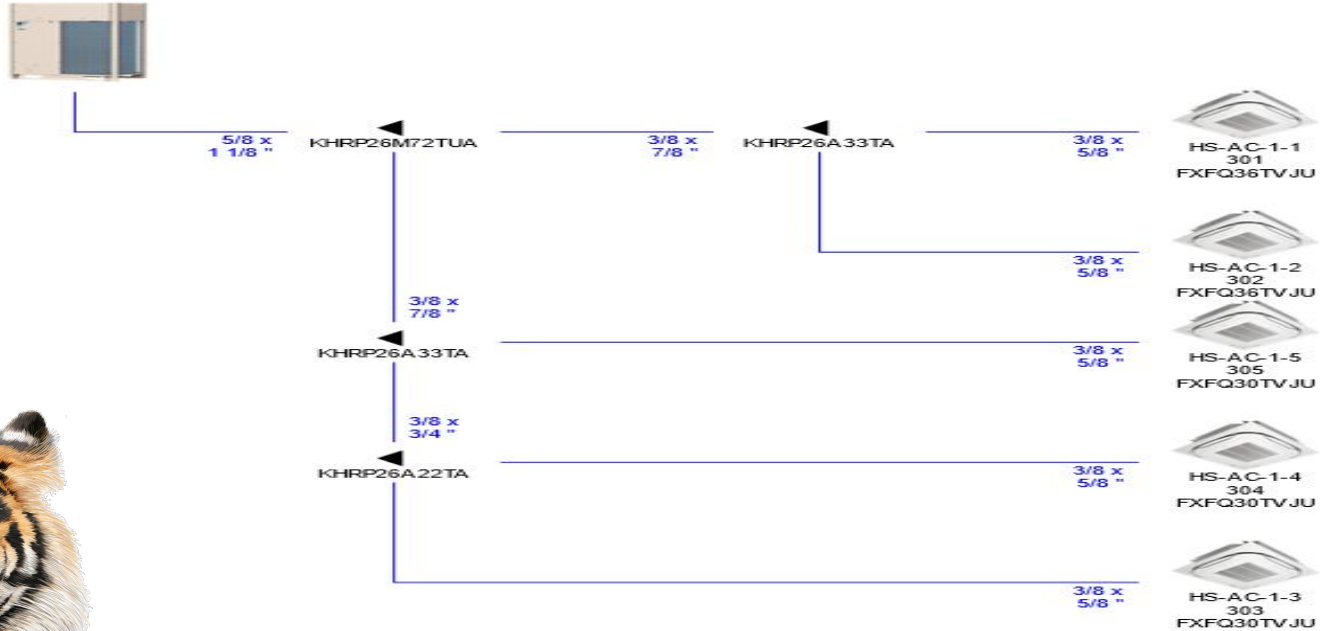 5/8 x
1 1/8 "
KHRP26M72TUA
3/8 x
7/8 "
KHRP26A33TA
3/8 x
5/8 "
HS-AC-1-1
301
FXFQ36TVJU
3/8 x
5/8 "
HS-AC-1-2
302
FXFQ36TVJU
3/8 x
7/8 "
KHRP26A33TA
3/8 x
5/8 "
HS-AC-1-5
305
FXFQ30TVJU
3/8 x
3/4 "
KHRP26A22TA
3/8 x
5/8 "
HS-AC-1-4
304
FXFQ30TVJU
3/8 x
5/8 "
HS-AC-1-3
303
FXFQ30TVJU